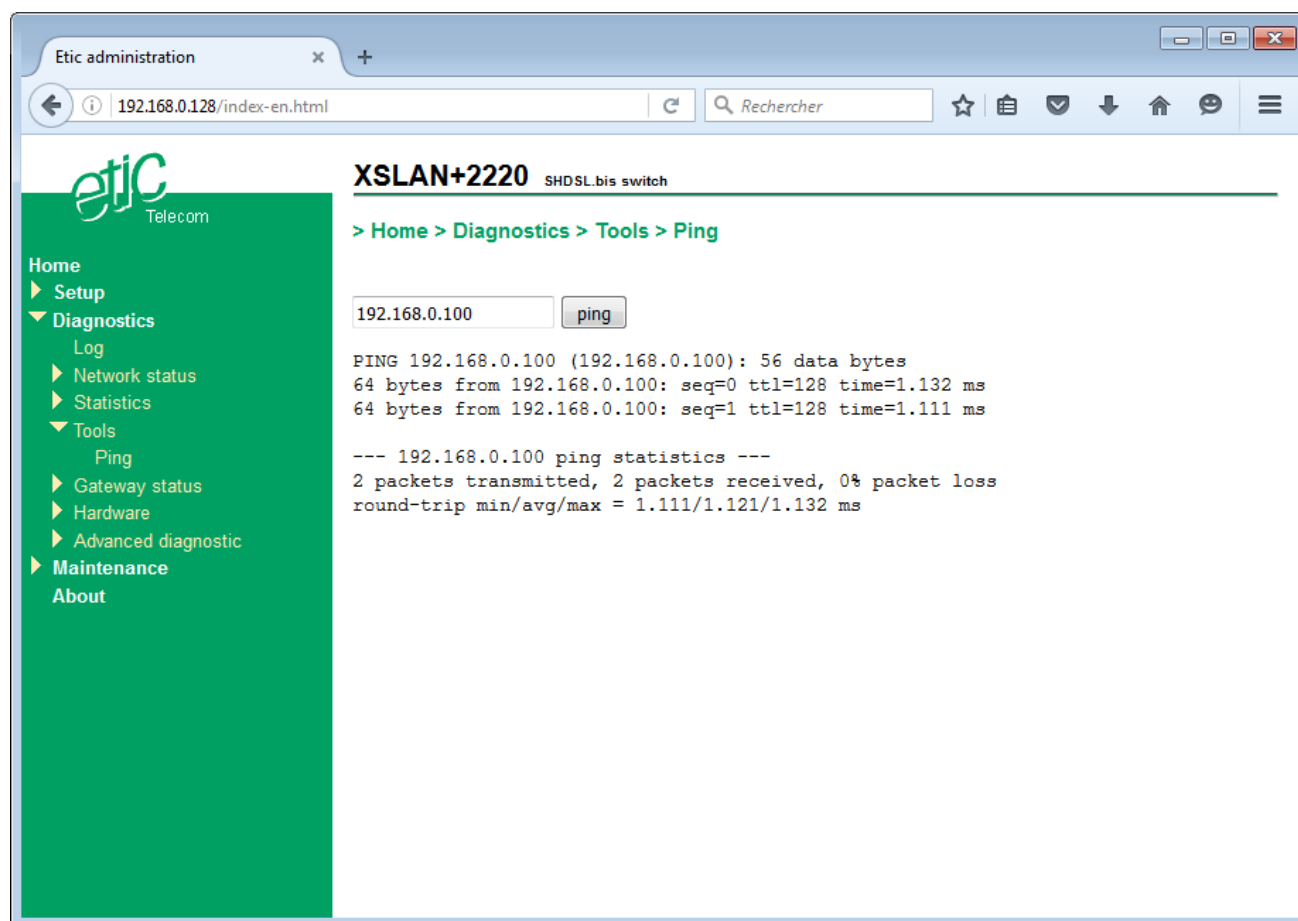 Etic administration
192.168.0.128/index-en.html
Rechercher
etic
Telecom
XSLAN+2220 SHDSL.bis switch
> Home > Diagnostics > Tools > Ping
Home
Setup
Diagnostics
Log
Network status
Statistics
Tools
Ping
Gateway status
Hardware
Advanced diagnostic
Maintenance
About
192.168.0.100 ping
PING 192.168.0.100 (192.168.0.100): 56 data bytes
64 bytes from 192.168.0.100: seq=0 ttl=128 time=1.132 ms
64 bytes from 192.168.0.100: seq=1 ttl=128 time=1.111 ms
--- 192.168.0.100 ping statistics ---
2 packets transmitted, 2 packets received, 0% packet loss
round-trip min/avg/max = 1.111/1.121/1.132 ms